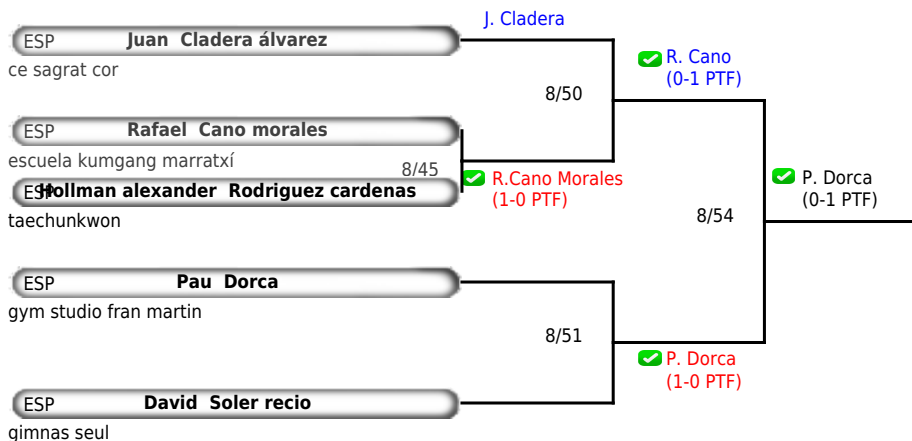 J. Cladera
ESP Juan Cladera álvarez
ce sagrat cor
R. Cano
(0-1 PTF)
8/50
ESP Rafael Cano morales
escuela kumgang marratxí
8/45
R.Cano Morales
(1-0 PTF)
ESP Hollman alexander Rodriguez cardenas
taechunkwon
P. Dorca
(0-1 PTF)
8/54
ESP Pau Dorca
gym studio fran martin
8/51
P. Dorca
(1-0 PTF)
ESP David Soler recio
gimnas seul